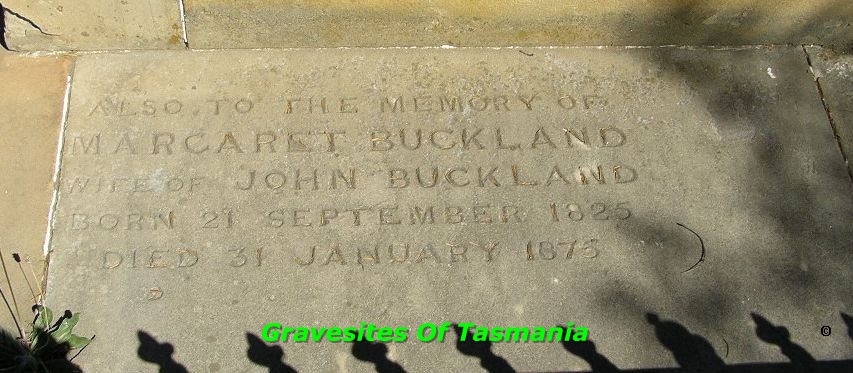 ALSO TO THE MEMORY OF
MARGARET BUCKLAND
WIFE OF JOHN BUCKLAND
BORN 21 SEPTEMBER 1825
DIED 31 JANUARY 1875
Gravesites Of Tasmania
©